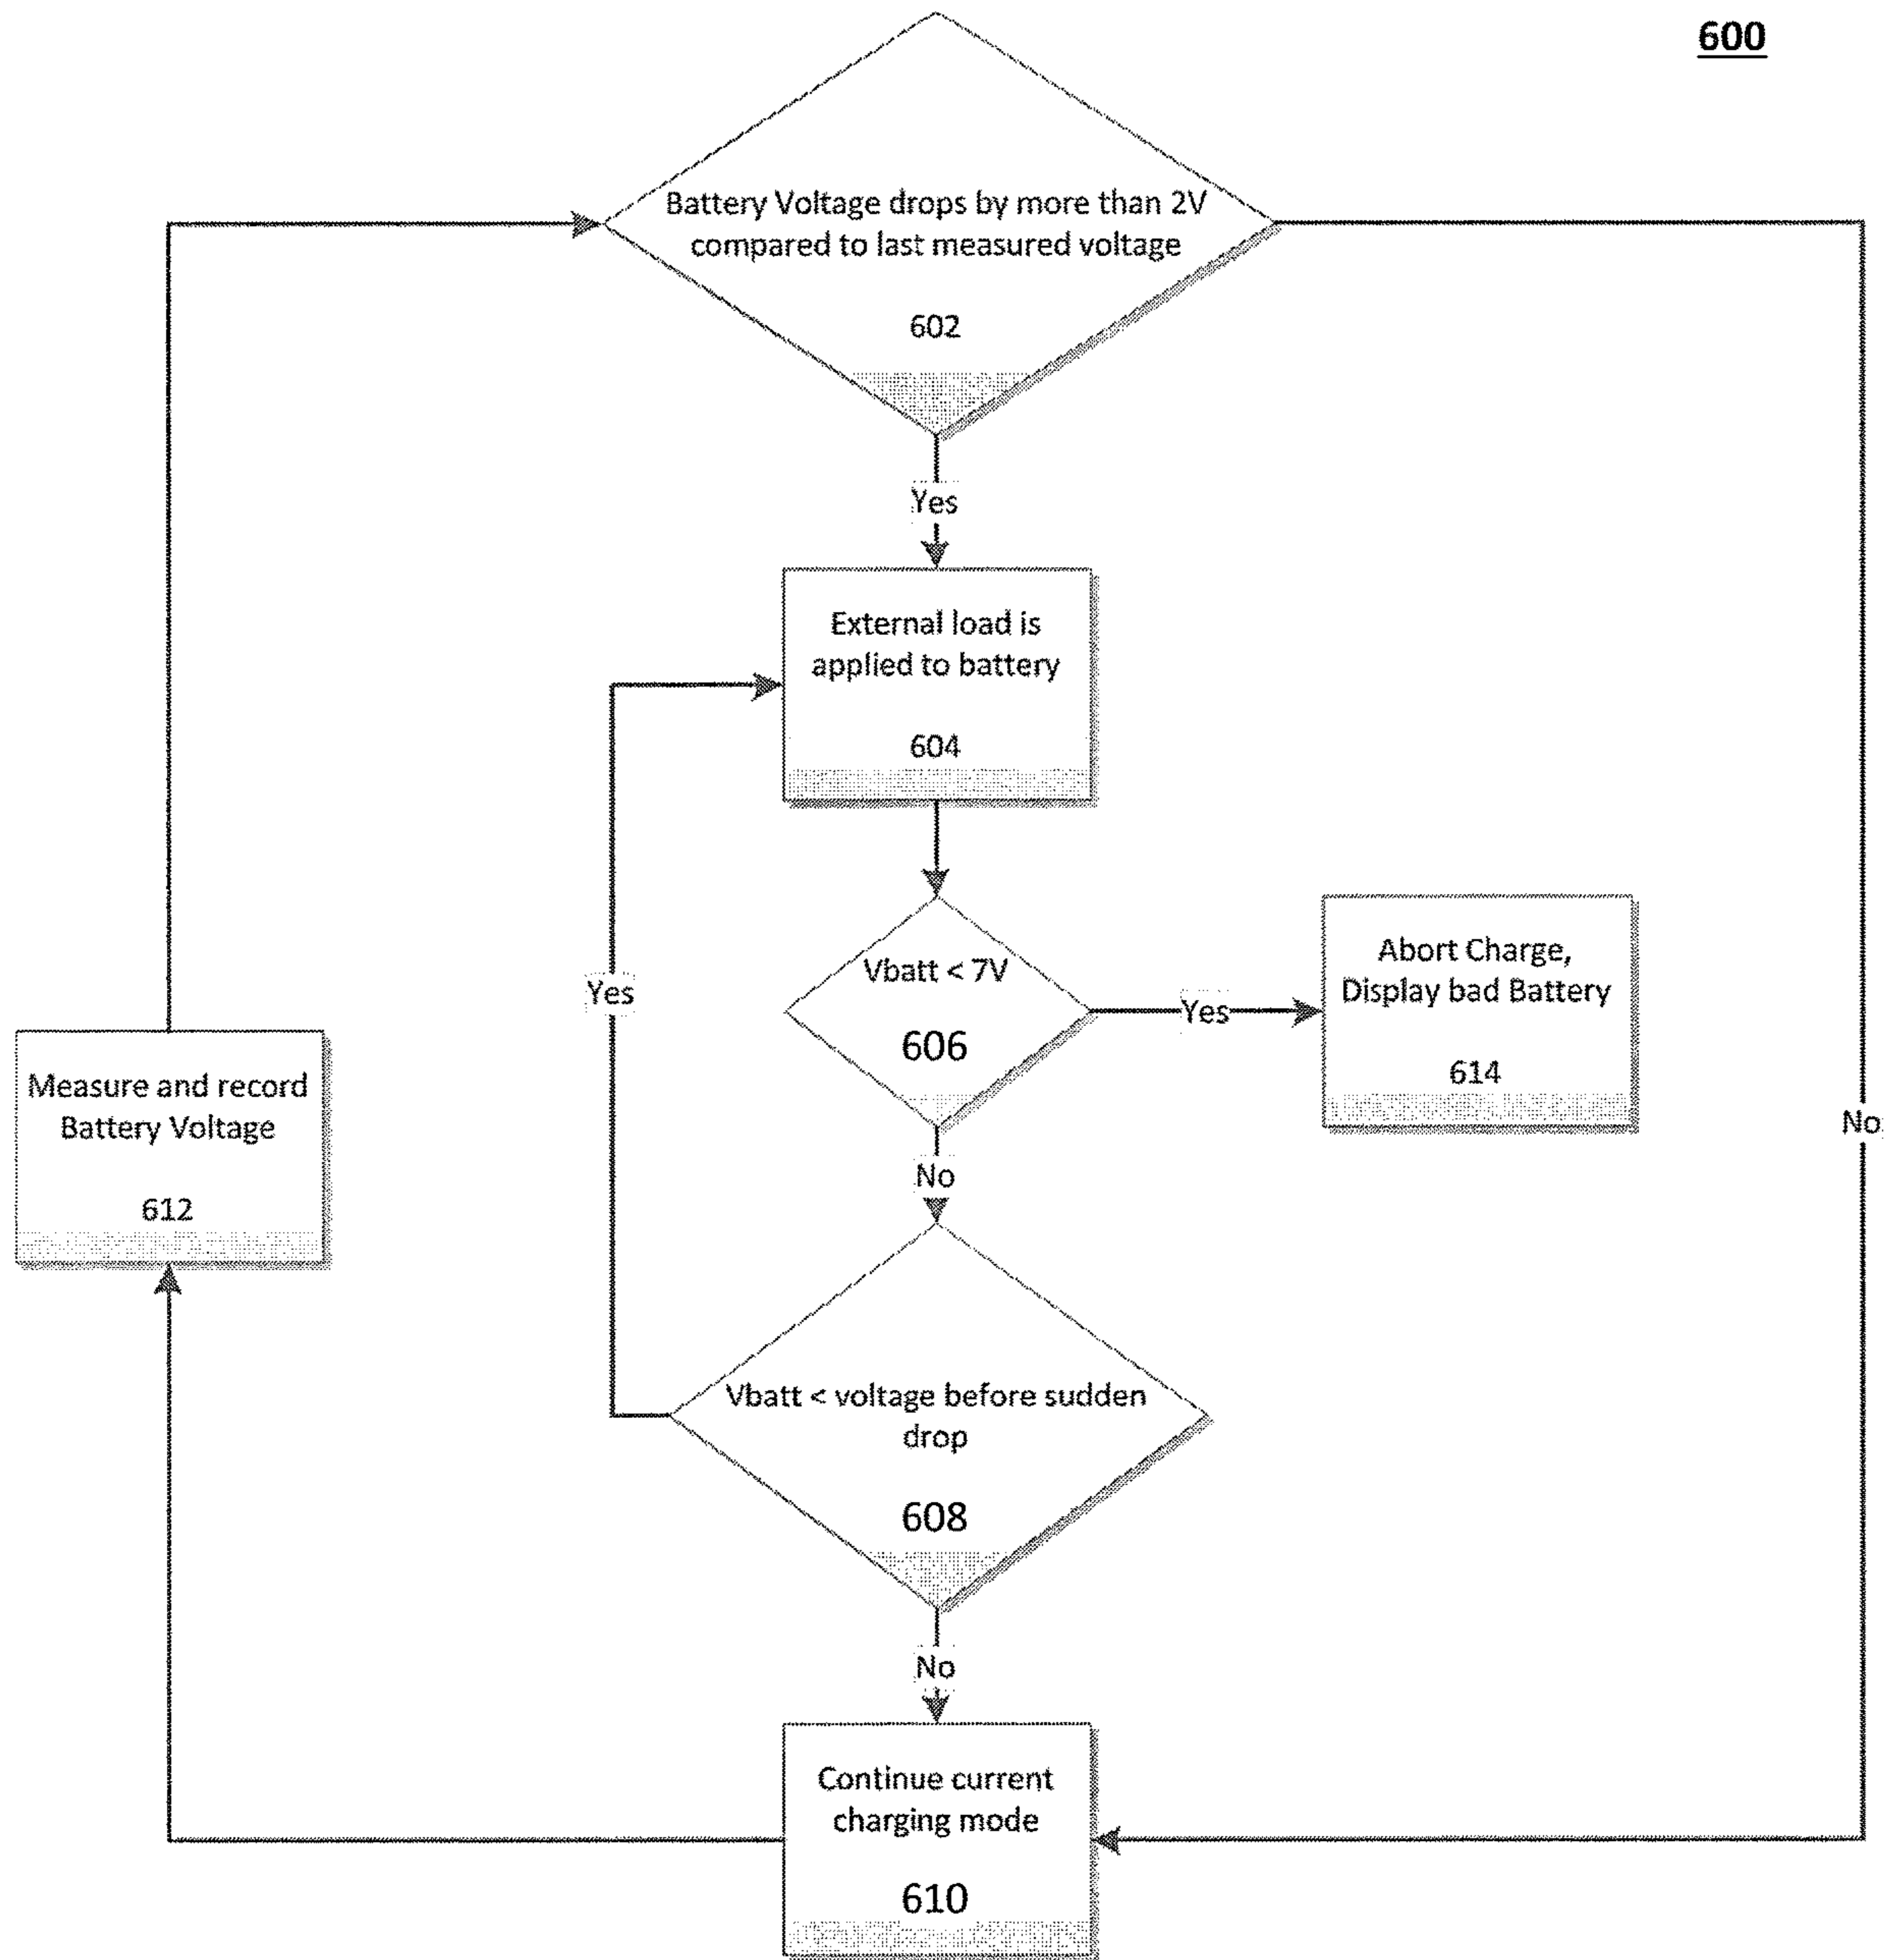 600
Battery Voltage drops by more than 2V
compared to last measured voltage
602
Yes
External load is
applied to battery
604
Vbatt < 7V
606
Yes
Yes
Abort Charge,
Display bad Battery
614
Measure and record
Battery Voltage
612
No
No
Vbatt < voltage before sudden
drop
608
No
Continue current
charging mode
610